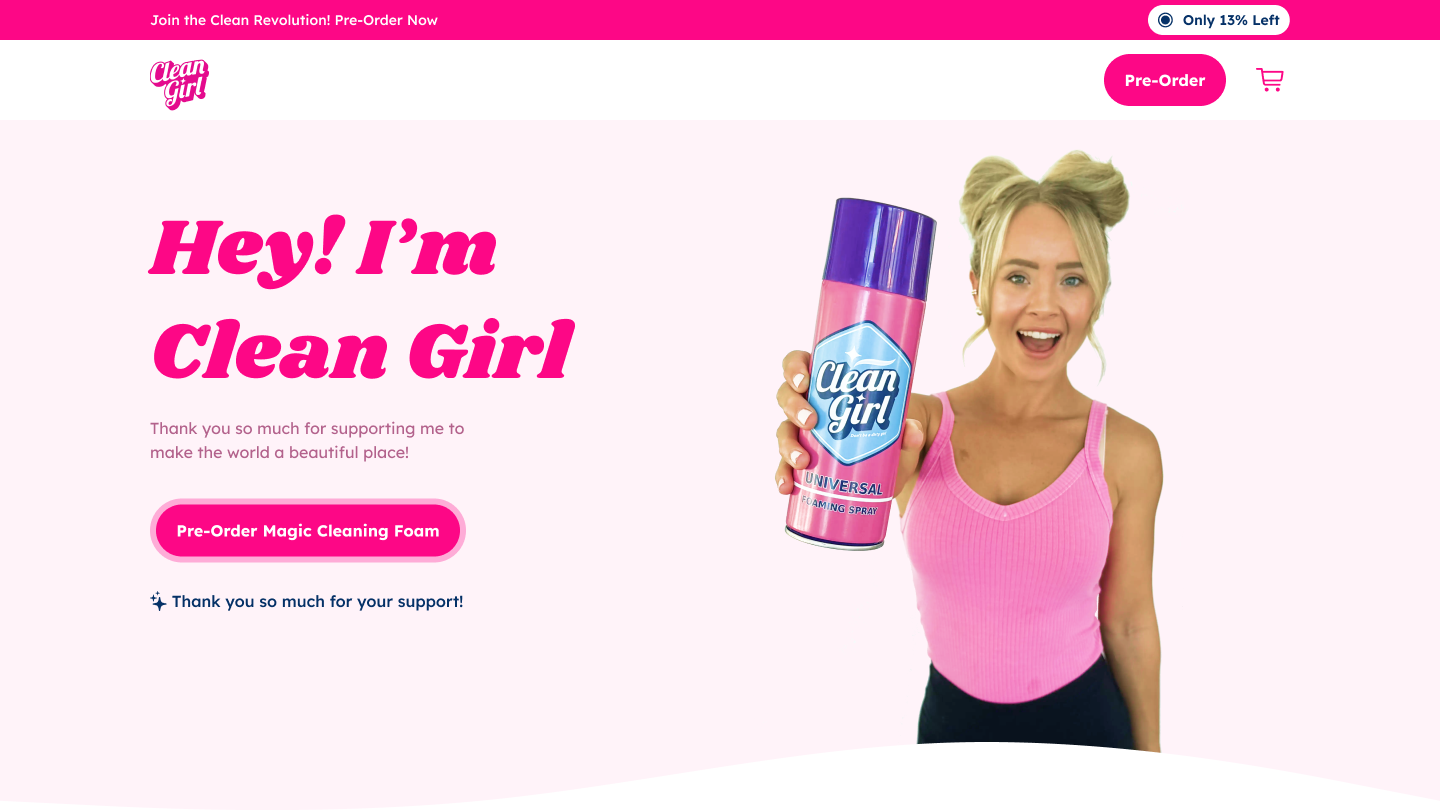 Join the Clean Revolution! Pre-Order Now
Only 13% Left
Clean
Girl
Pre-Order
Hey! I'm
Clean Girl
Thank you so much for supporting me to
make the world a beautiful place!
Pre-Order Magic Cleaning Foam
Thank you so much for your support!
Clean
Girl
UNIVERSAL
FOAMING SPRAY